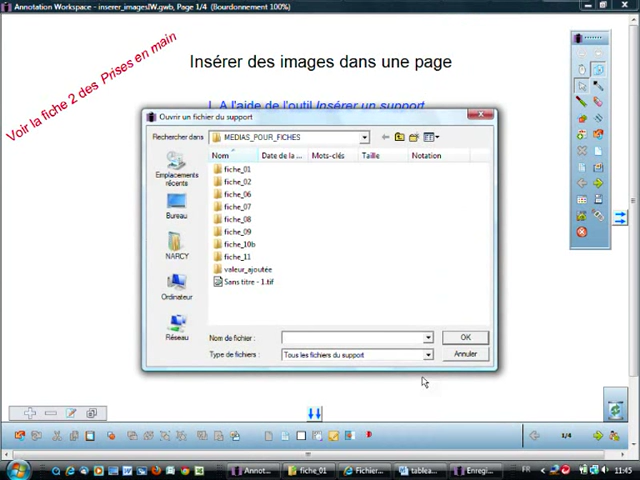 Annotation Workspace - inserer_imagesIW.gwb, Page 1/4 (Bourdonnement 100%)
Voir la fiche 2 des Prises en main
Insérer des images dans une page
I. A l'aide de l'outil Insérer un support
Ouvrir un fichier du support
Rechercher dans
MEDIAS_POUR_FICHES
Nom Date de la ... Mots-clés Taille Notation
Emplacements récents
Bureau
NARCY
Ordinateur
Réseau
fiche_01
fiche_02
fiche_06
fiche_07
fiche_08
fiche_09
fiche_10b
fiche_11
valeur_ajoutée
Sans titre - 1.tif
Nom de fichier :
OK
Type de fichiers :
Tous les fichiers du support
Annuler
1/4
Annot...
fiche_01
Fichier...
tablea...
Enregi...
FR
11:45